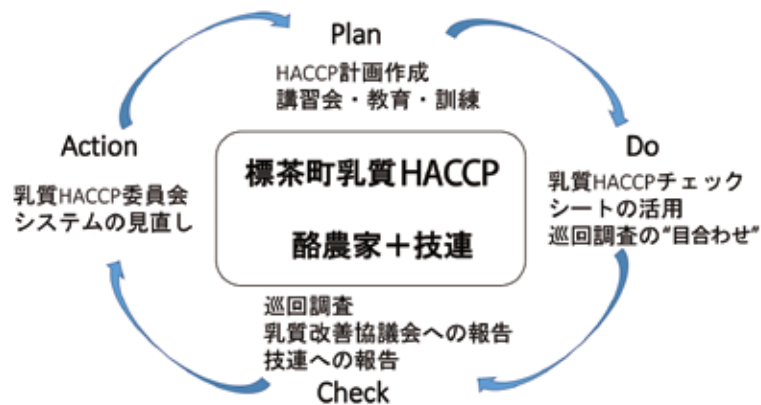 Plan
HACCP計画作成
講習会・教育・訓練
Action
乳質HACCP委員会
システムの見直し
標茶町乳質HACCP
酪農家＋技連
Do
乳質HACCPチェック
シートの活用
巡回調査の“目合わせ”
巡回調査
乳質改善協議会への報告
技連への報告
Check